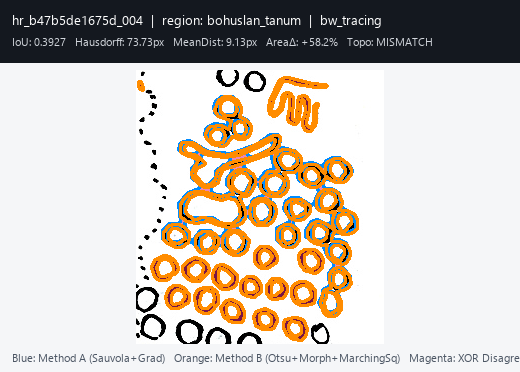 hr_b47b5de1675d_004 | region: bohuslan_tanum | bw_tracing
IoU: 0.3927 Hausdorff: 73.73px MeanDist: 9.13px AreaΔ: +58.2% Topo: MISMATCH
Blue: Method A (Sauvola+Grad) Orange: Method B (Otsu+Morph+MarchingSq) Magenta: XOR Disagre